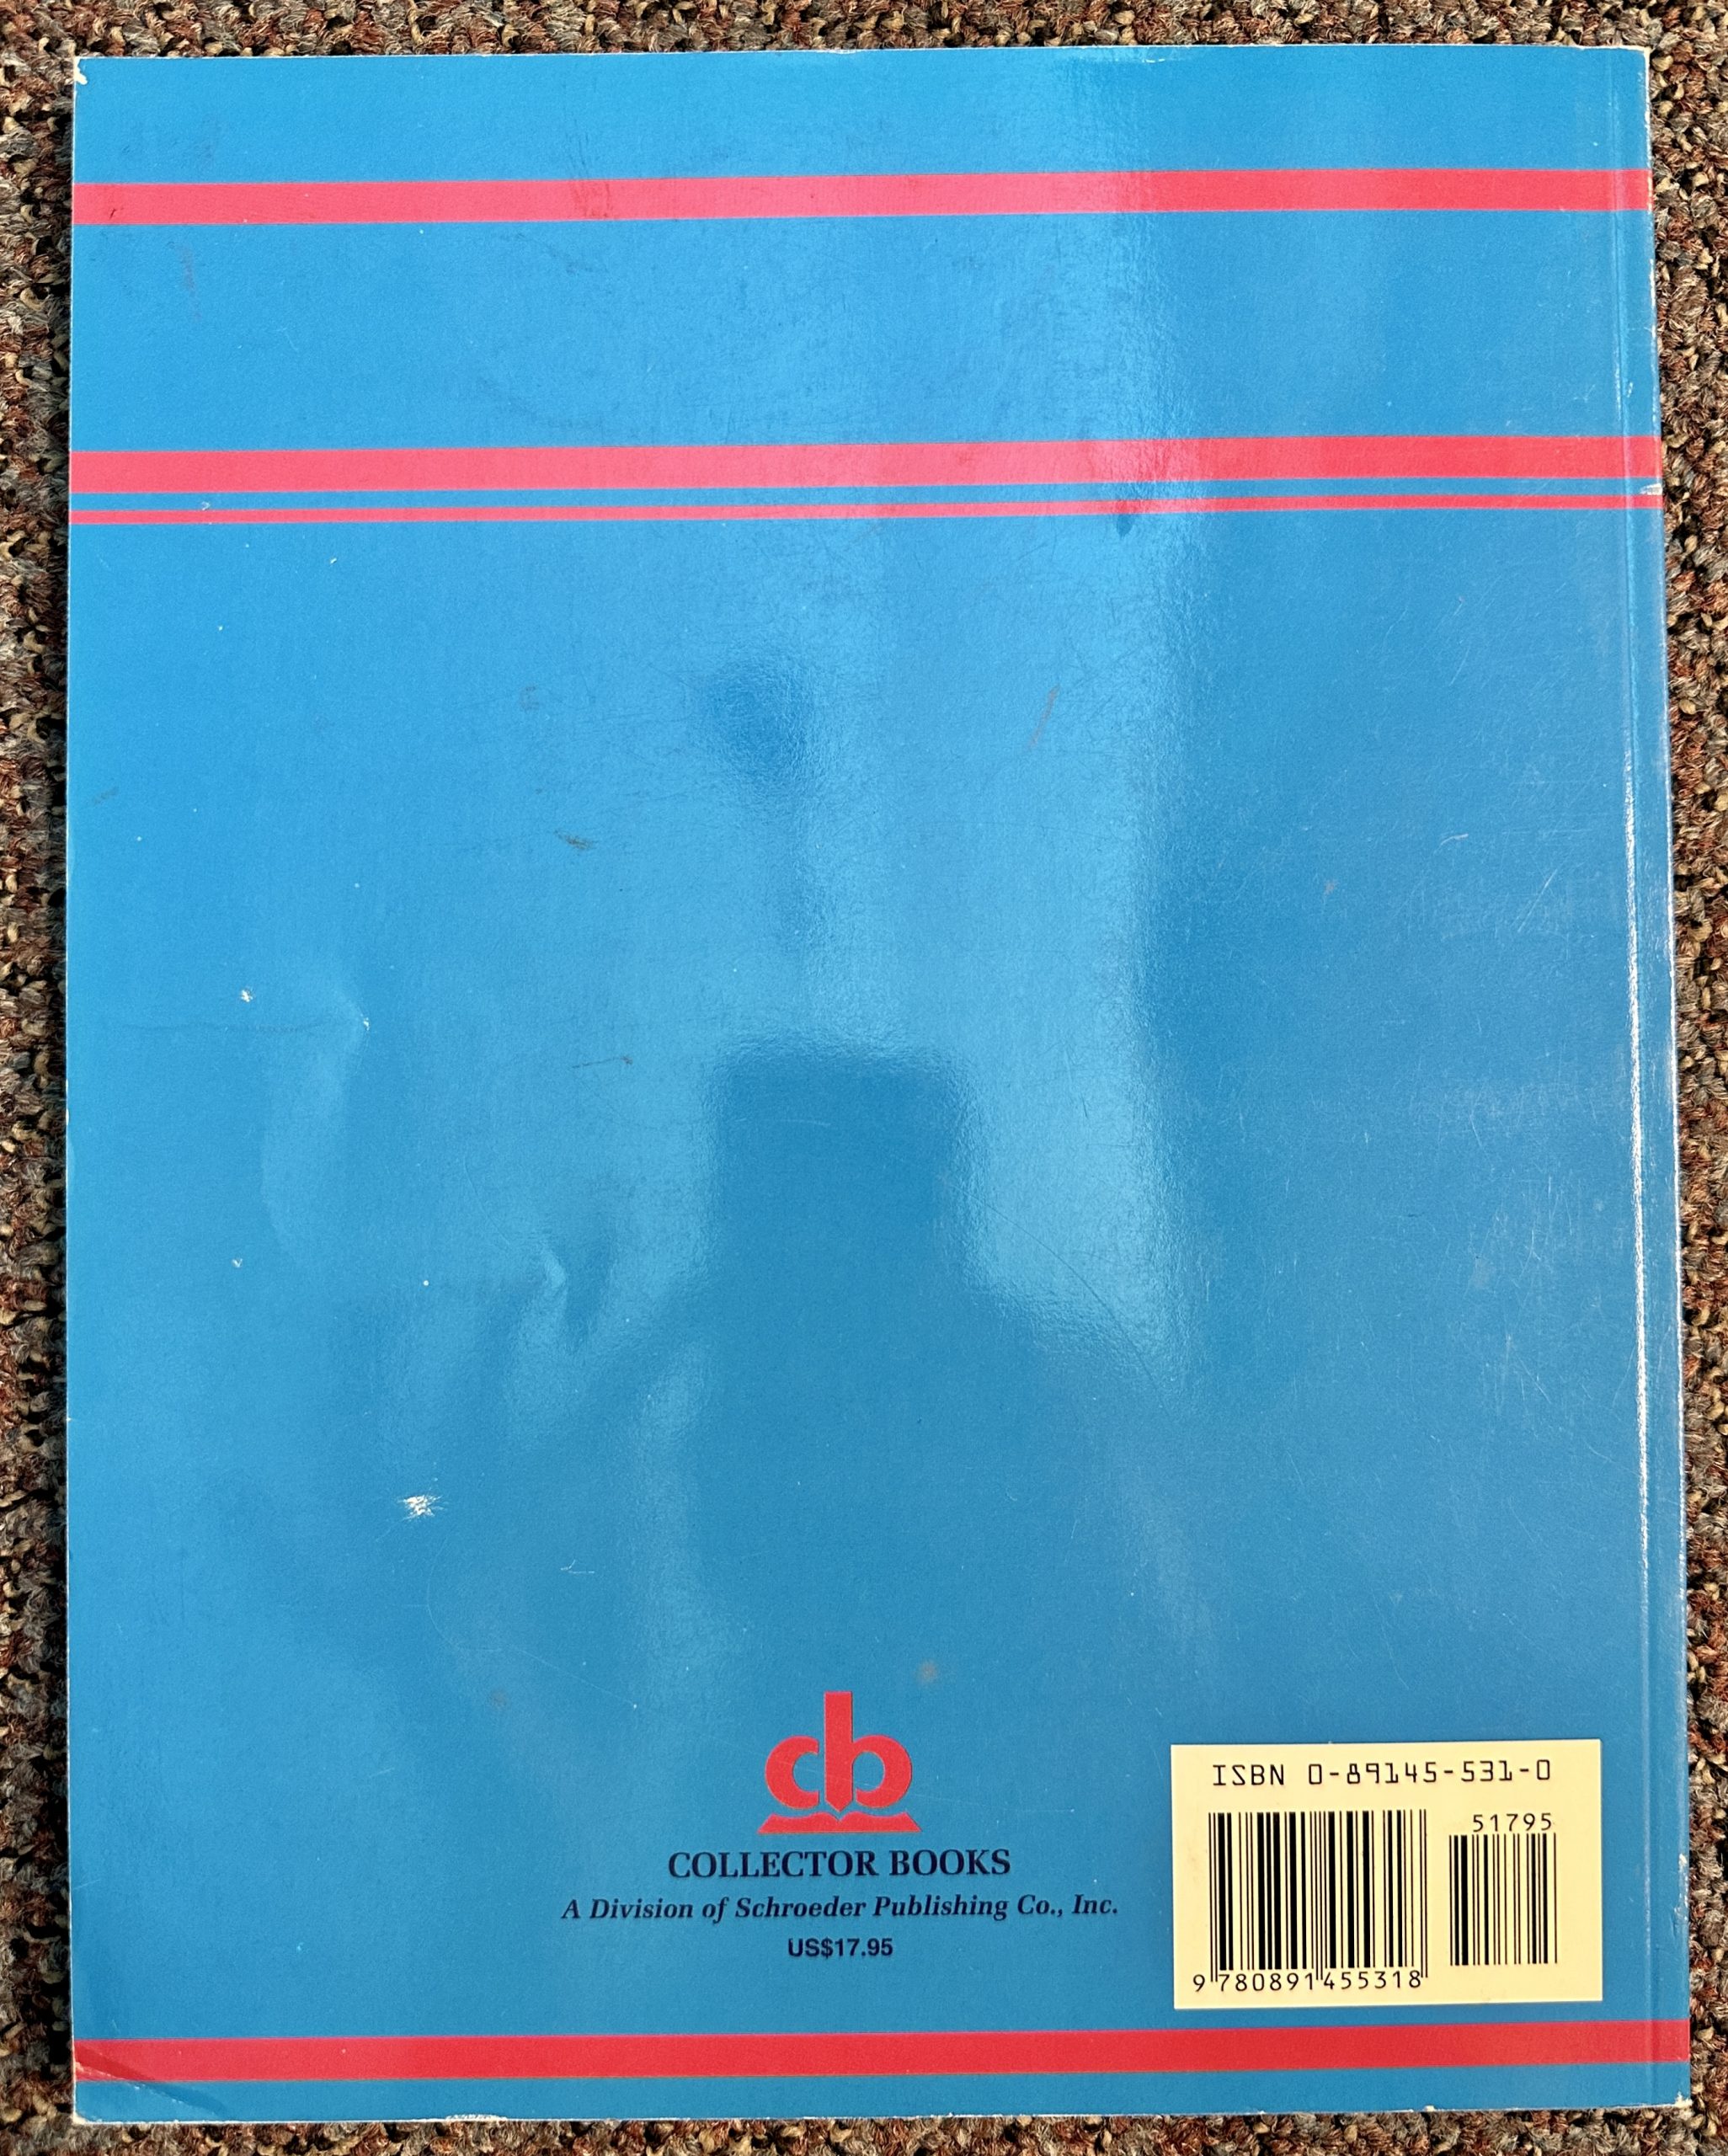 cb
COLLECTOR BOOKS
A Division of Schroeder Publishing Co., Inc.
US$17.95
ISBN 0-89145-531-0
51795
9 780891 455318